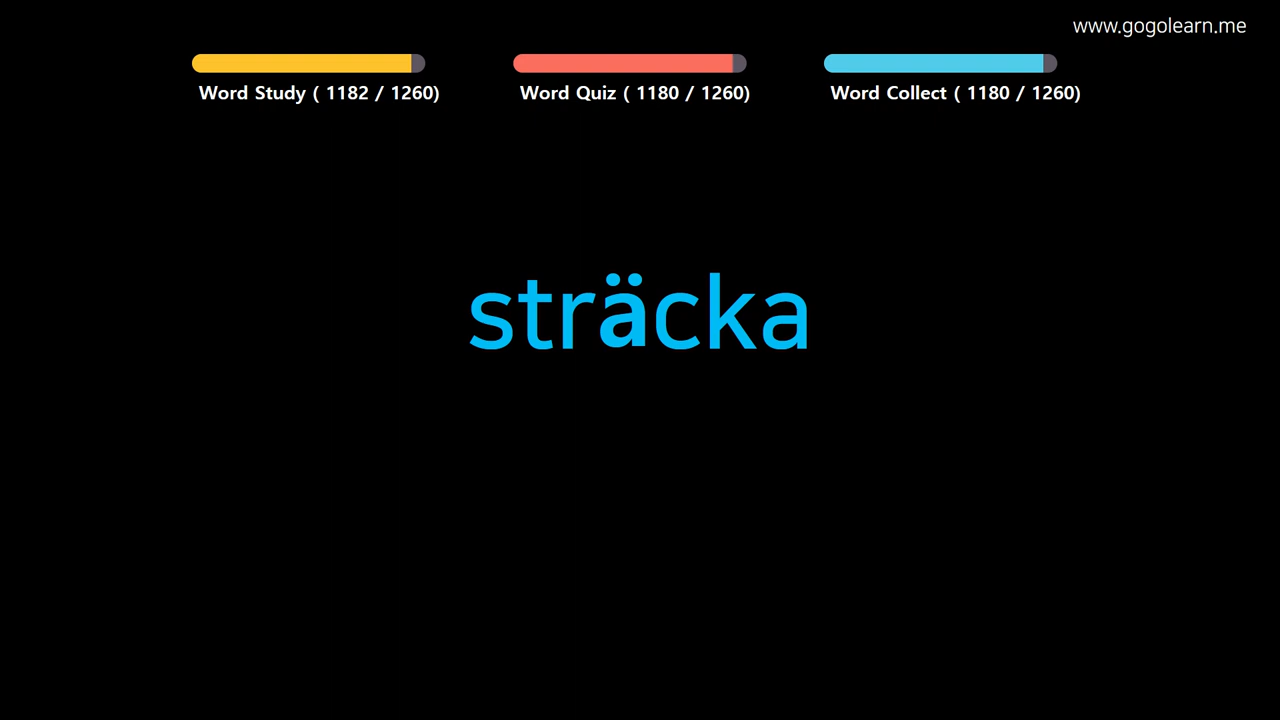 www.gogolearn.me
Word Study ( 1182 / 1260)
Word Quiz ( 1180 / 1260)
Word Collect ( 1180 / 1260)
sträcka